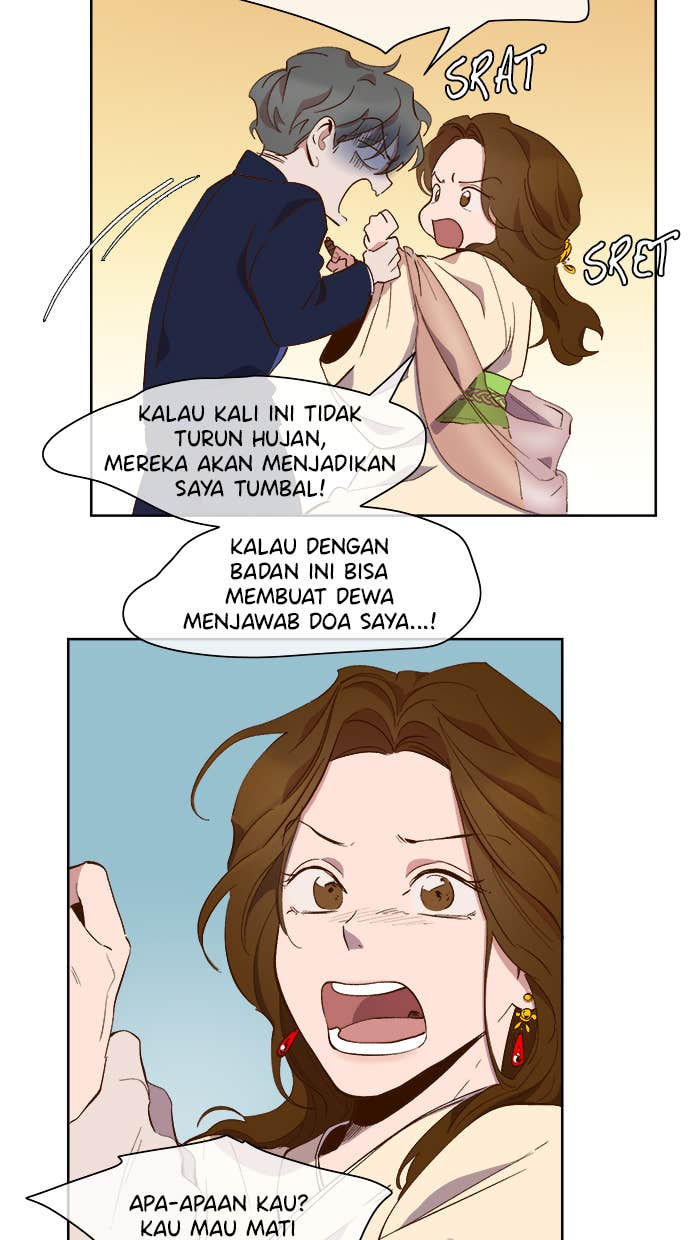 SRAT
SRET
KALAU KALI INI TIDAK
TURUN HUJAN,
MEREKA AKAN MENJADIKAN
SAYA TUMBAL!
KALAU DENGAN
BADAN INI BISA
MEMBUAT DEWA
MENJAWAB DOA SAYA...!
APA-APAAN KAU?
KAU MAU MATI